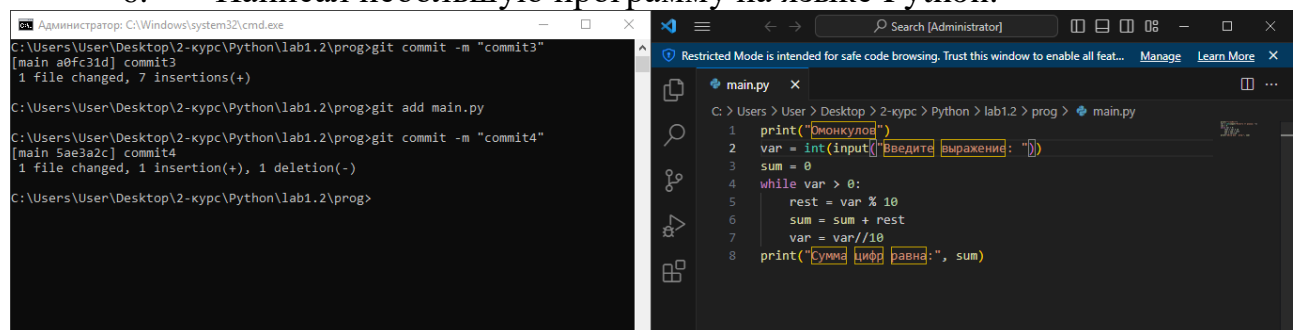 6. Написал небольшую программу на языке Python.
Администратор: C:\Windows\system32\cmd.exe
C:\Users\User\Desktop\2-курс\Python\lab1.2\prog>git commit -m "commit3"
[main a0fc31d] commit3
1 file changed, 7 insertions(+)
C:\Users\User\Desktop\2-курс\Python\lab1.2\prog>git add main.py
C:\Users\User\Desktop\2-курс\Python\lab1.2\prog>git commit -m "commit4"
[main 5ae3a2c] commit4
1 file changed, 1 insertion(+), 1 deletion(-)
C:\Users\User\Desktop\2-курс\Python\lab1.2\prog>
Search [Administrator]
Restricted Mode is intended for safe code browsing. Trust this window to enable all feat... Manage Learn More
main.py
C: > Users > User > Desktop > 2-курс > Python > lab1.2 > prog > main.py
1 print("Омонкулов")
2 var = int(input("Введите выражение: "))
3 sum = 0
4 while var > 0:
5 rest = var % 10
6 sum = sum + rest
7 var = var//10
8 print("Сумма цифр равна:", sum)